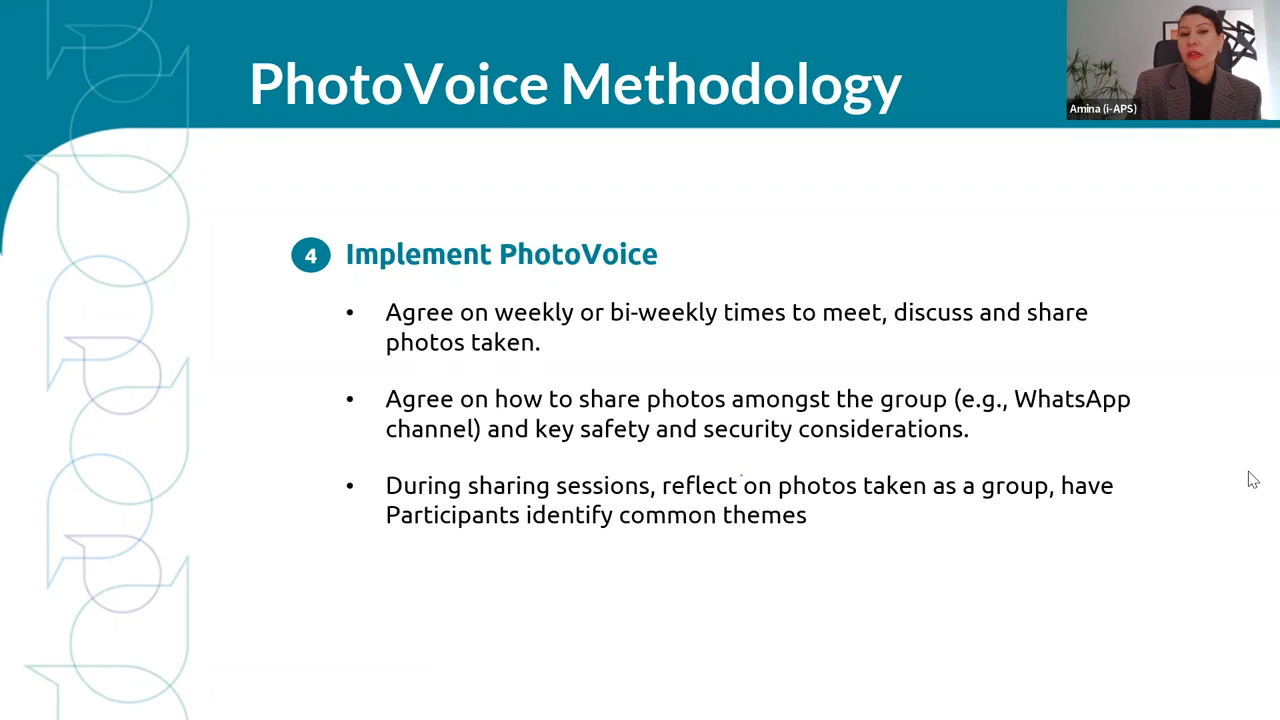 PhotoVoice Methodology
Amina (i-APS)
4 Implement PhotoVoice
• Agree on weekly or bi-weekly times to meet, discuss and share
photos taken.
• Agree on how to share photos amongst the group (e.g., WhatsApp
channel) and key safety and security considerations.
• During sharing sessions, reflect on photos taken as a group, have
Participants identify common themes